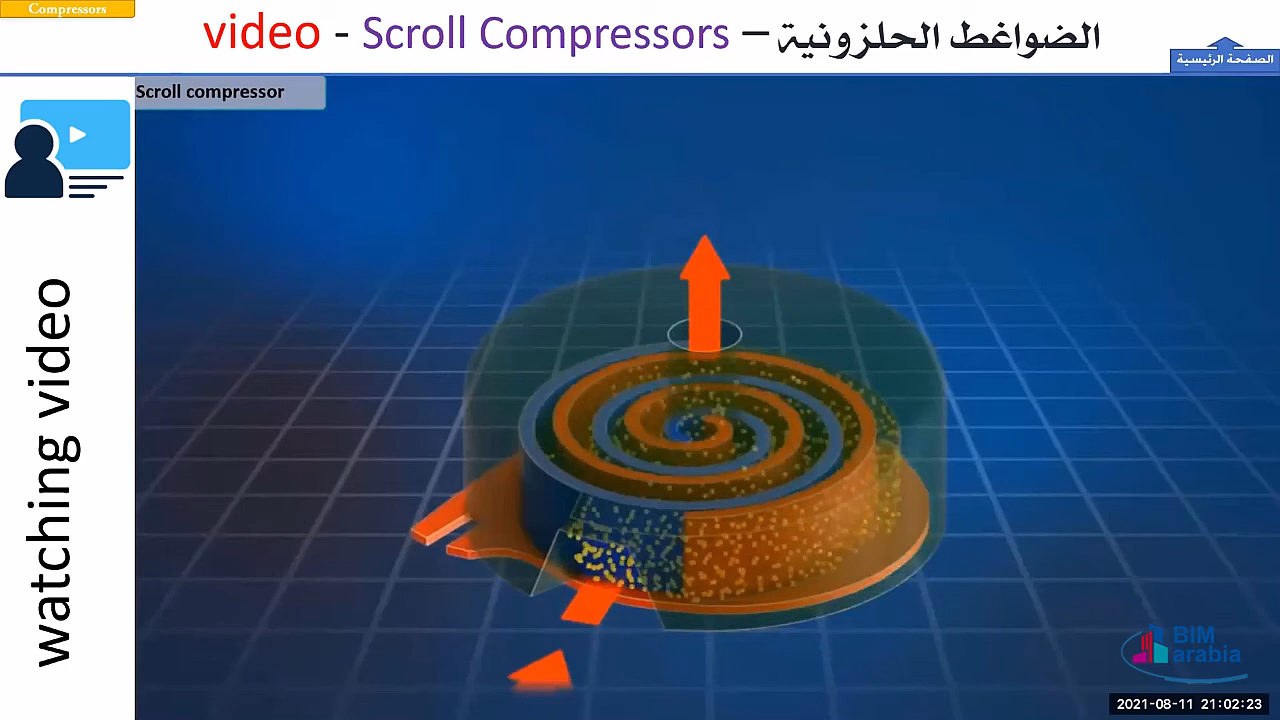 Compressors
video - Scroll Compressors – الضواغط الحلزونية
الصفحة الرئيسية
Scroll compressor
watching video
BIM
arabia
2021-08-11 21:02:23